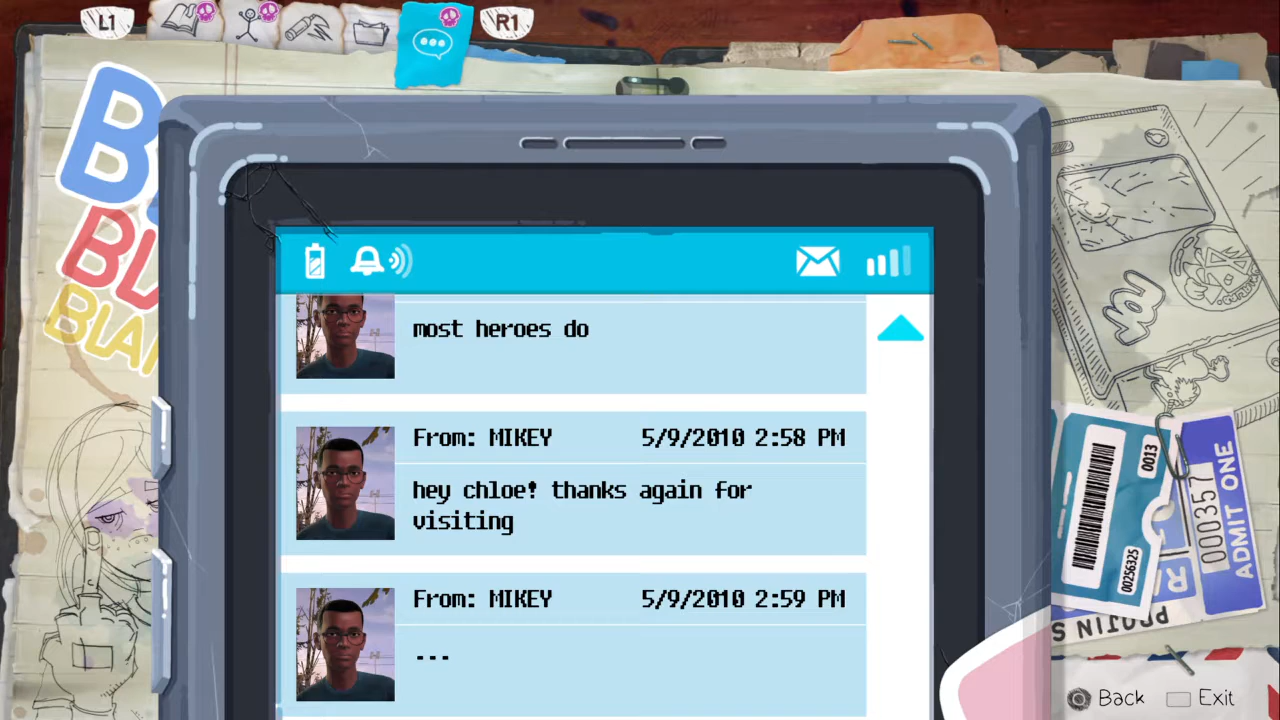 L1
R1
most heroes do
From: MIKEY 5/9/2010 2:58 PM
hey chloe! thanks again for
visiting
From: MIKEY 5/9/2010 2:59 PM
...
0013
00256325
000357
ADMIT ONE
Back
Exit